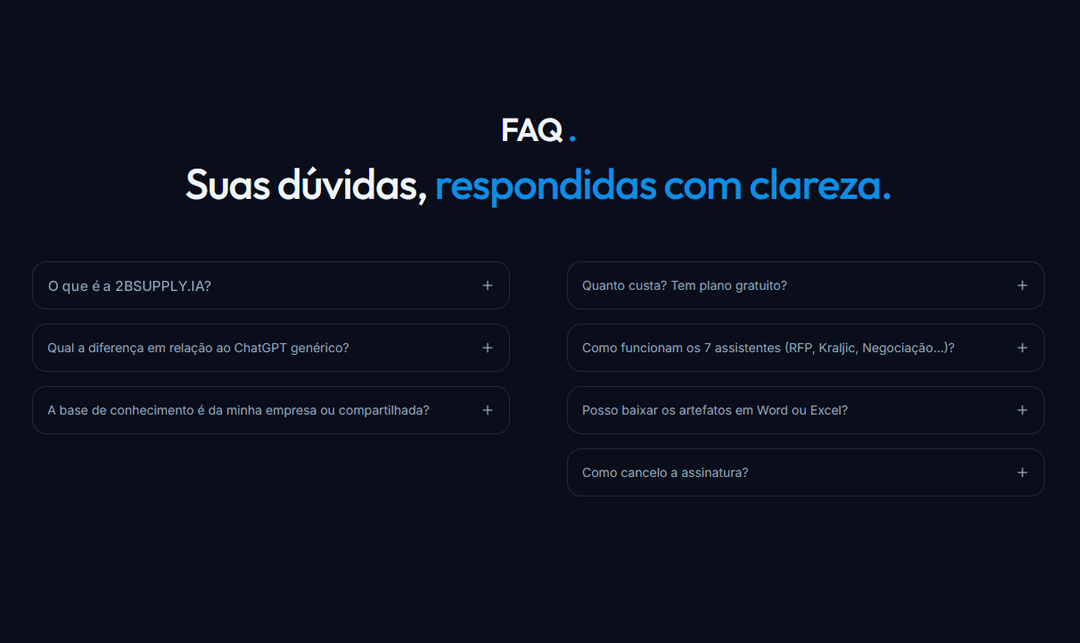 FAQ .
Suas dúvidas, respondidas com clareza.
O que é a 2BSUPPLY.IA?
Qual a diferença em relação ao ChatGPT genérico?
A base de conhecimento é da minha empresa ou compartilhada?
Quanto custa? Tem plano gratuito?
Como funcionam os 7 assistentes (RFP, Kraljic, Negociação...)?
Posso baixar os artefatos em Word ou Excel?
Como cancelo a assinatura?